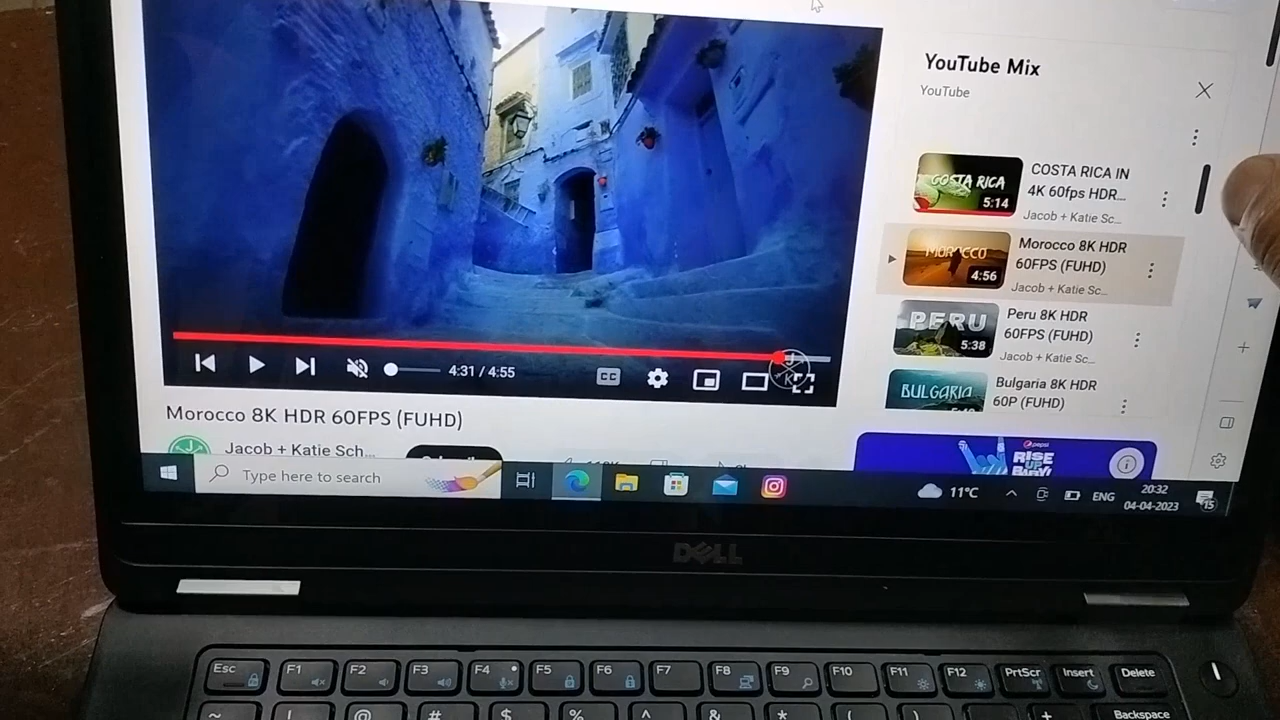 YouTube Mix
YouTube
COSTA RICA
5:14
COSTA RICA IN
4K 60fps HDR...
Jacob + Katie Sc...
MOROCCO
4:56
Morocco 8K HDR
60FPS (FUHD)
Jacob + Katie Sc...
PERU
5:38
Peru 8K HDR
60FPS (FUHD)
Jacob + Katie Sc...
BULGARIA
Bulgaria 8K HDR
60P (FUHD)
CC
4:31 / 4:55
Morocco 8K HDR 60FPS (FUHD)
Jacob + Katie Sch...
pepsi
RISE
UP
Type here to search
11°C
ENG
20:32
04-04-2023
15
DELL
Esc
F1
F2
F3
F4
F5
F6
F7
F8
F9
F10
F11
F12
PrtScr
Insert
Delete
~
!
@
#
$
%
^
&
*
(
)
_
+
Backspace